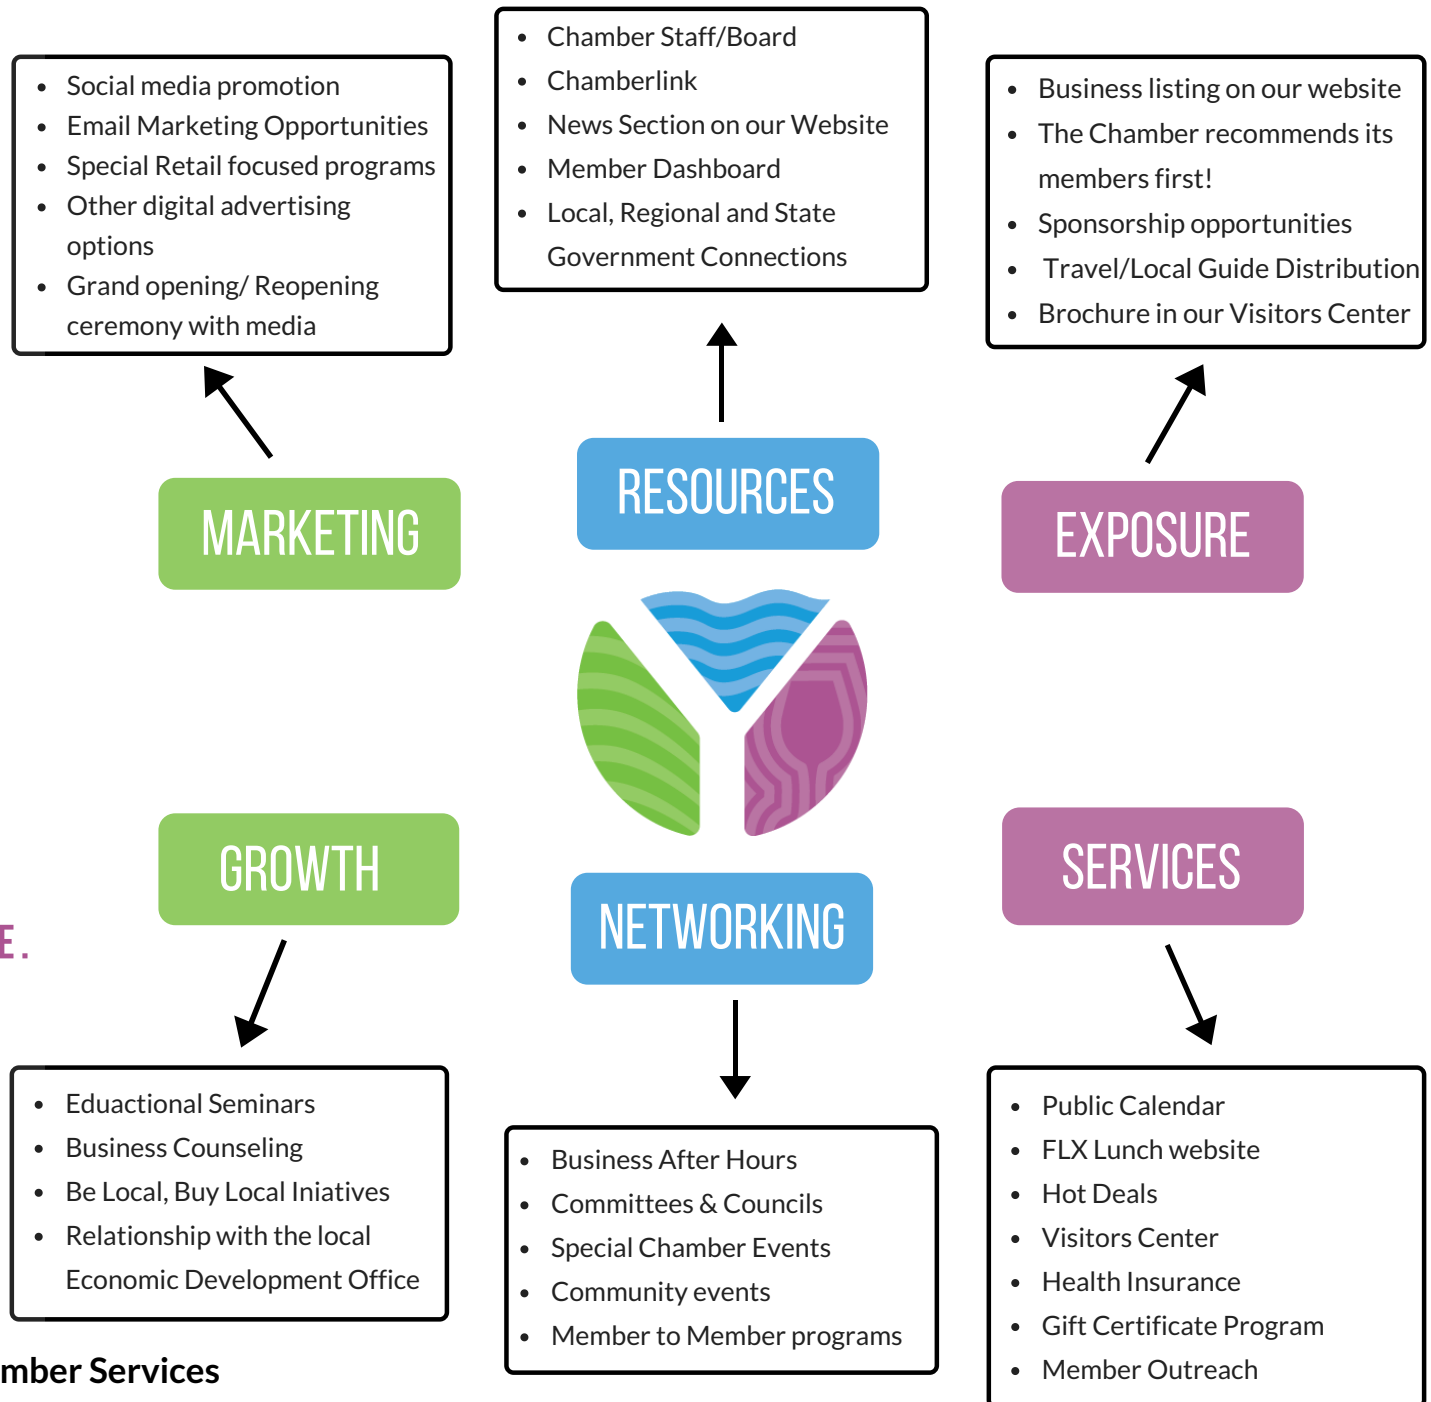 Social media promotion
Email Marketing Opportunities
Special Retail focused programs
Other digital advertising
options
Grand opening/ Reopening
ceremony with media
Chamber Staff/Board
Chamberlink
News Section on our Website
Member Dashboard
Local, Regional and State
Government Connections
Business listing on our website
The Chamber recommends its
members first!
Sponsorship opportunities
Travel/Local Guide Distribution
Brochure in our Visitors Center
MARKETING
RESOURCES
EXPOSURE
GROWTH
NETWORKING
SERVICES
E.
Eduactional Seminars
Business Counseling
Be Local, Buy Local Iniatives
Relationship with the local
Economic Development Office
Business After Hours
Committees & Councils
Special Chamber Events
Community events
Member to Member programs
Public Calendar
FLX Lunch website
Hot Deals
Visitors Center
Health Insurance
Gift Certificate Program
Member Outreach
mber Services